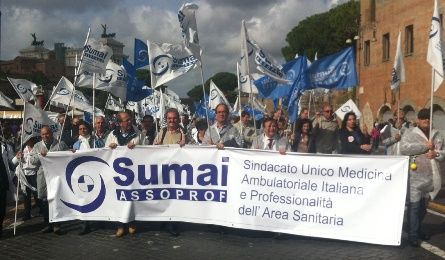 Sumai
ASSOPROF
Sindacato Unico Medicina
Ambulatoriale Italiana
e Professionalità
dell'Area Sanitaria